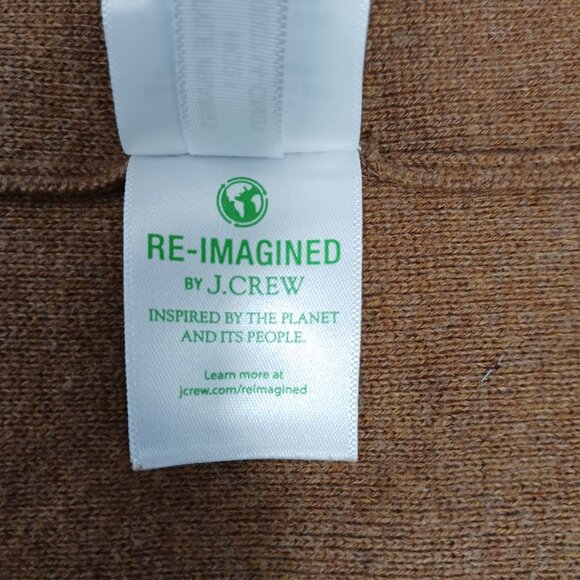 RE-IMAGINED
BY J.CREW
INSPIRED BY THE PLANET
AND ITS PEOPLE.
Learn more at
jcrew.com/reimagined